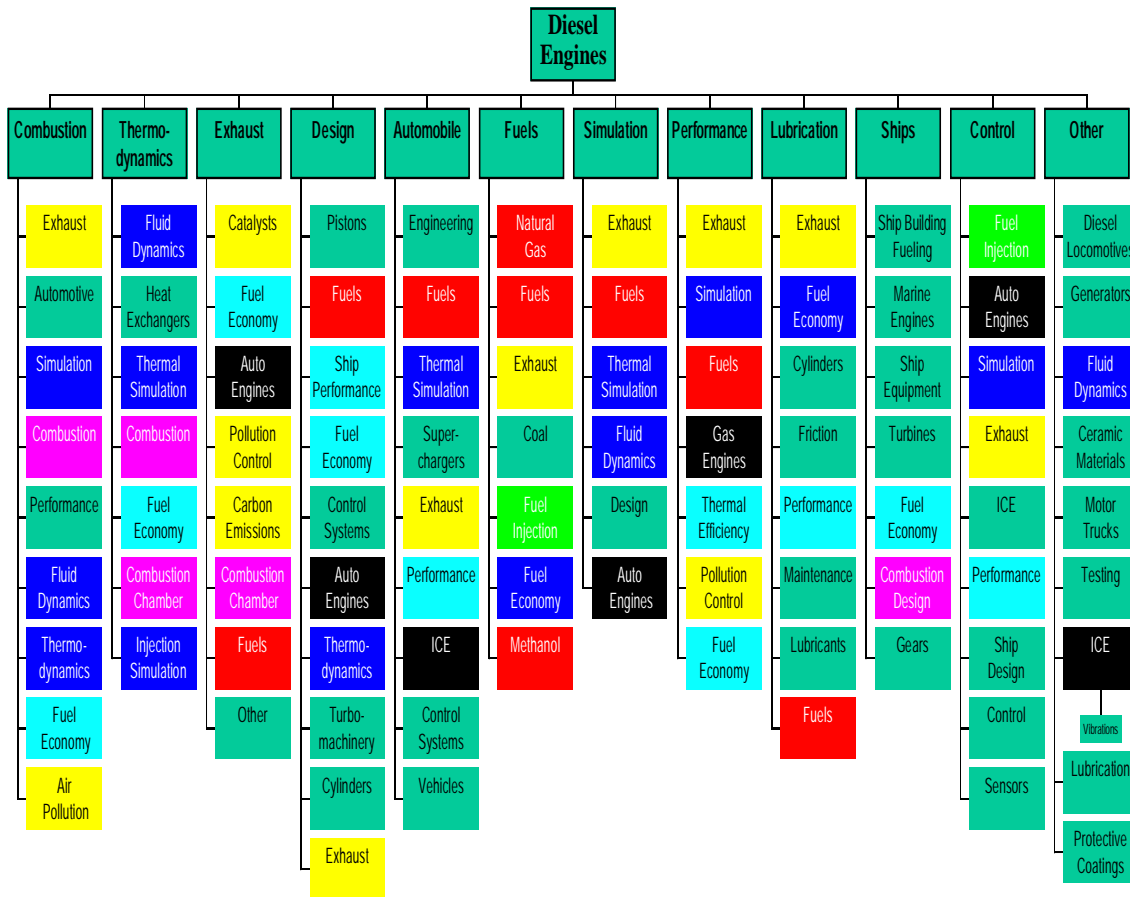 Diesel
Engines
Combustion
Thermo-
dynamics
Exhaust
Design
Automobile
Fuels
Simulation
Performance
Lubrication
Ships
Control
Other
Exhaust
Automotive
Simulation
Combustion
Performance
Fluid
Dynamics
Thermo-
dynamics
Fuel
Economy
Air
Pollution
Fluid
Dynamics
Heat
Exchangers
Thermal
Simulation
Combustion
Fuel
Economy
Combustion
Chamber
Injection
Simulation
Catalysts
Fuel
Economy
Auto
Engines
Pollution
Control
Carbon
Emissions
Combustion
Chamber
Fuels
Other
Pistons
Fuels
Ship
Performance
Fuel
Economy
Control
Systems
Auto
Engines
Thermo-
dynamics
Turbo-
machinery
Cylinders
Exhaust
Engineering
Fuels
Thermal
Simulation
Super-
chargers
Exhaust
Performance
ICE
Control
Systems
Vehicles
Natural
Gas
Fuels
Exhaust
Coal
Fuel
Injection
Fuel
Economy
Methanol
Exhaust
Fuels
Thermal
Simulation
Fluid
Dynamics
Design
Auto
Engines
Exhaust
Simulation
Fuels
Gas
Engines
Thermal
Efficiency
Pollution
Control
Fuel
Economy
Exhaust
Fuel
Economy
Cylinders
Friction
Performance
Maintenance
Lubricants
Fuels
Ship Building
Fueling
Marine
Engines
Ship
Equipment
Turbines
Fuel
Economy
Combustion
Design
Gears
Fuel
Injection
Auto
Engines
Simulation
Exhaust
ICE
Performance
Ship
Design
Control
Sensors
Diesel
Locomotives
Generators
Fluid
Dynamics
Ceramic
Materials
Motor
Trucks
Testing
ICE
Vibrations
Lubrication
Protective
Coatings